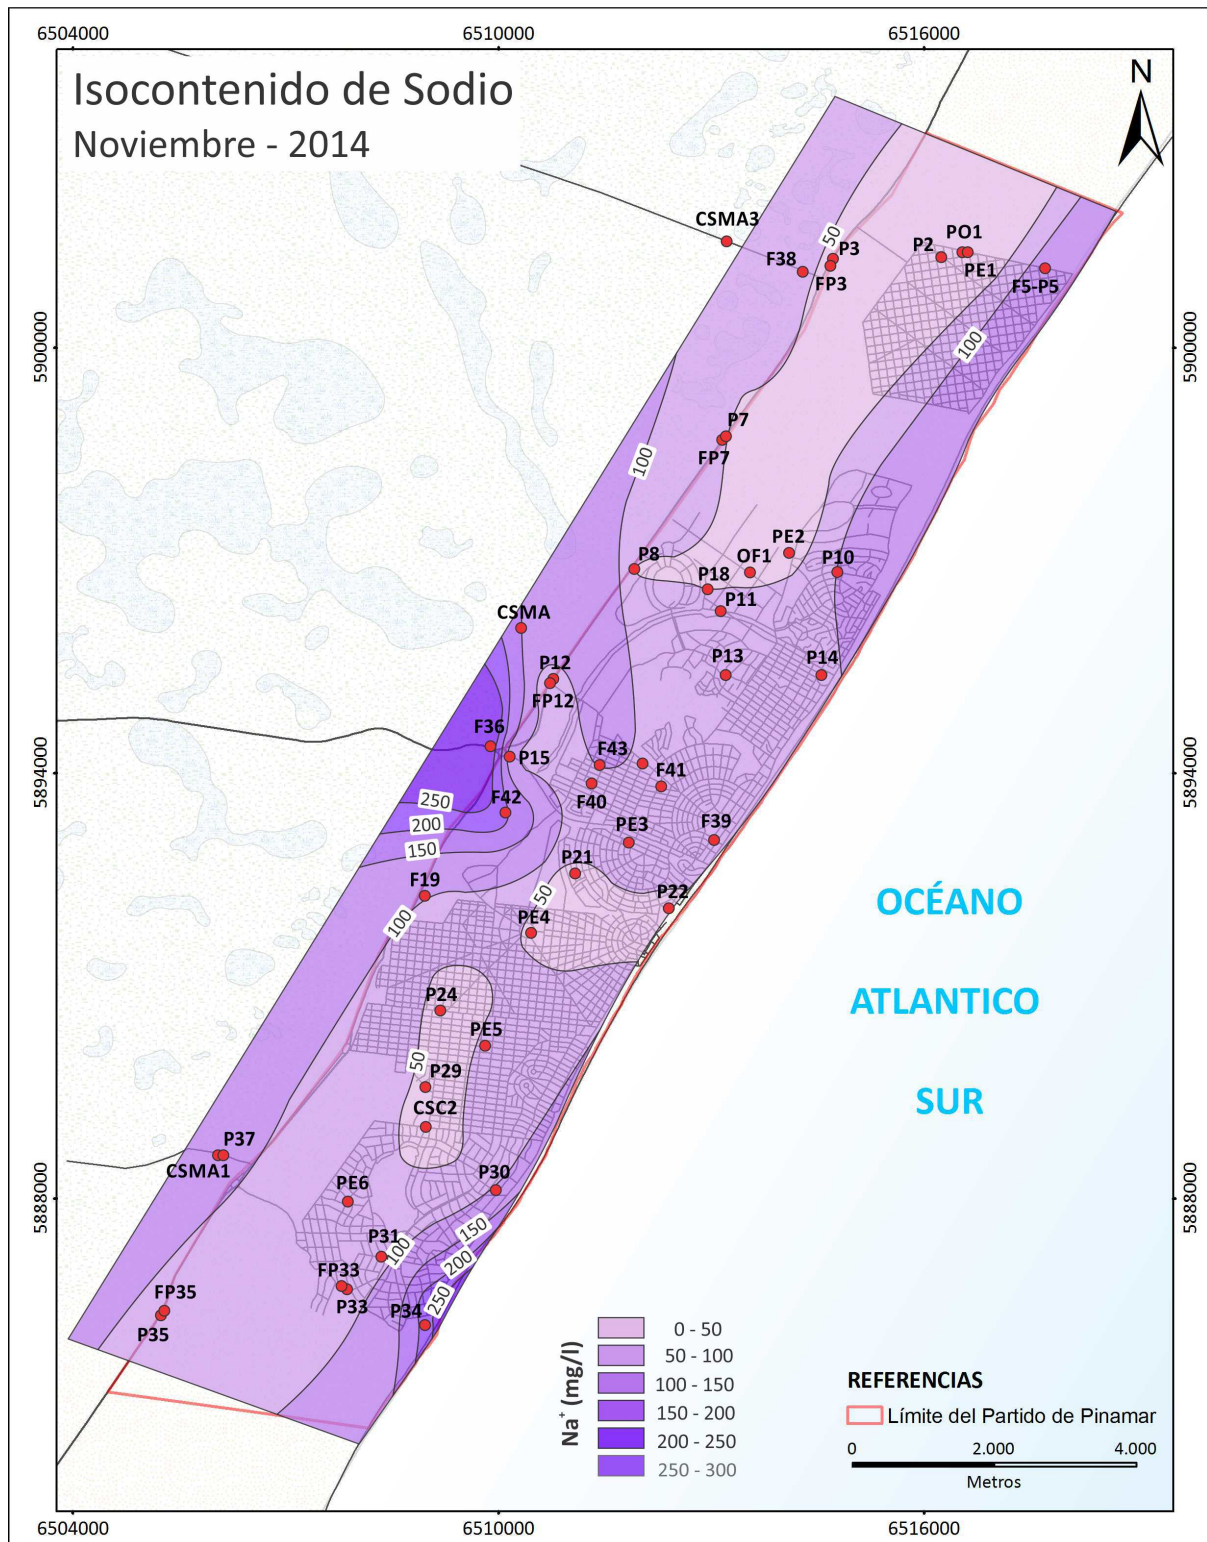 6504000
6510000
6516000
Isocontenido de Sodio
Noviembre - 2014
N
CSMA3
50
P3
F38
FP3
P2
PO1
PE1
F5-P5
5900000
5900000
100
P7
100
FP7
PE2
P8
OF1
P10
P18
P11
CSMA
P12
P13
P14
FP12
F36
P15
F43
F41
5894000
5894000
250
F42
F40
200
PE3
F39
150
P21
F19
50
P22
OCÉANO
100
PE4
P24
ATLANTICO
PE5
50
P29
CSC2
SUR
P37
CSMA1
PE6
P30
5888000
5888000
150
P31
100
200
FP33
FP35
P33
P34
250
P35
Na+ (mg/l)
0 - 50
50 - 100
100 - 150
150 - 200
200 - 250
250 - 300
REFERENCIAS
Límite del Partido de Pinamar
0
2.000
4.000
Metros
6504000
6510000
6516000